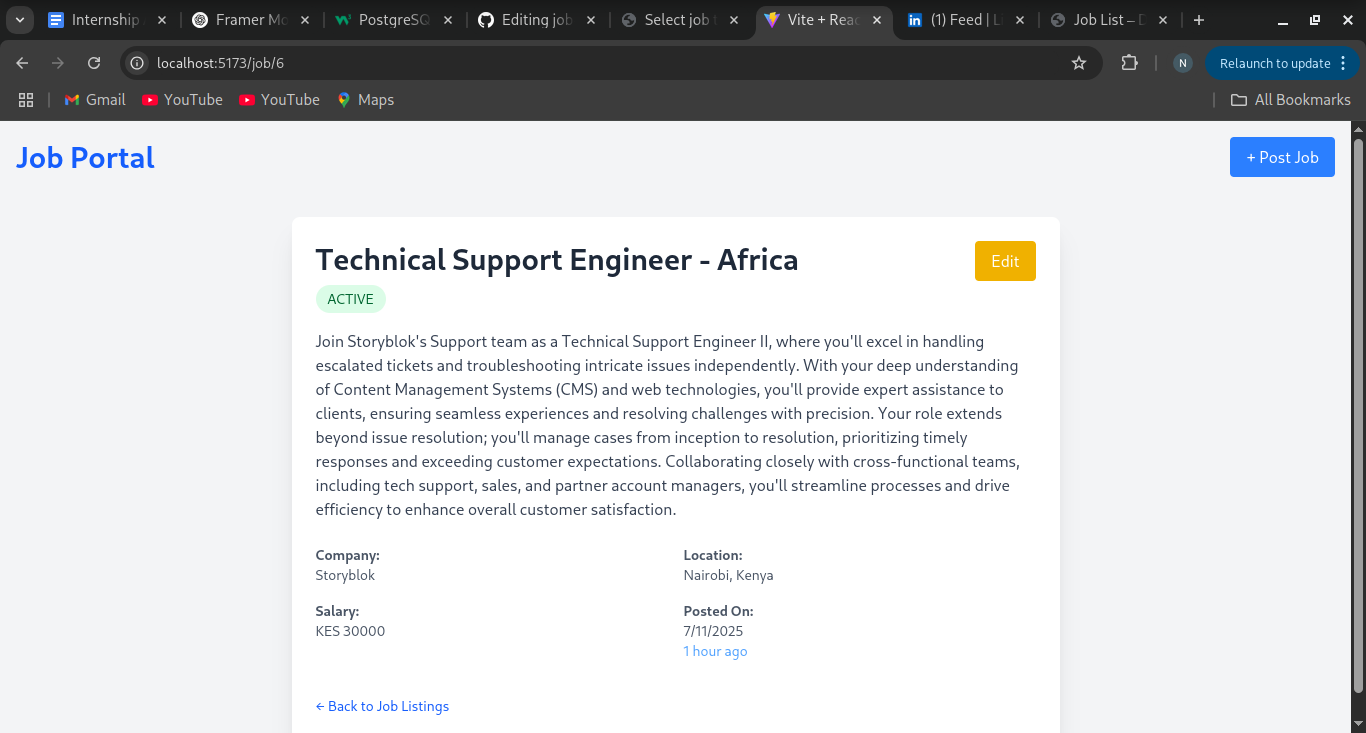 Internship
Framer Mo
PostgreSQ
Editing job
Select job
Vite + Reac
(1) Feed | Li
Job List – D
localhost:5173/job/6
N
Relaunch to update
Gmail
YouTube
YouTube
Maps
All Bookmarks
Job Portal
+ Post Job
Technical Support Engineer - Africa
Edit
ACTIVE
Join Storyblok's Support team as a Technical Support Engineer II, where you'll excel in handling
escalated tickets and troubleshooting intricate issues independently. With your deep understanding
of Content Management Systems (CMS) and web technologies, you'll provide expert assistance to
clients, ensuring seamless experiences and resolving challenges with precision. Your role extends
beyond issue resolution; you'll manage cases from inception to resolution, prioritizing timely
responses and exceeding customer expectations. Collaborating closely with cross-functional teams,
including tech support, sales, and partner account managers, you'll streamline processes and drive
efficiency to enhance overall customer satisfaction.
Company:
Storyblok
Location:
Nairobi, Kenya
Salary:
KES 30000
Posted On:
7/11/2025
1 hour ago
← Back to Job Listings